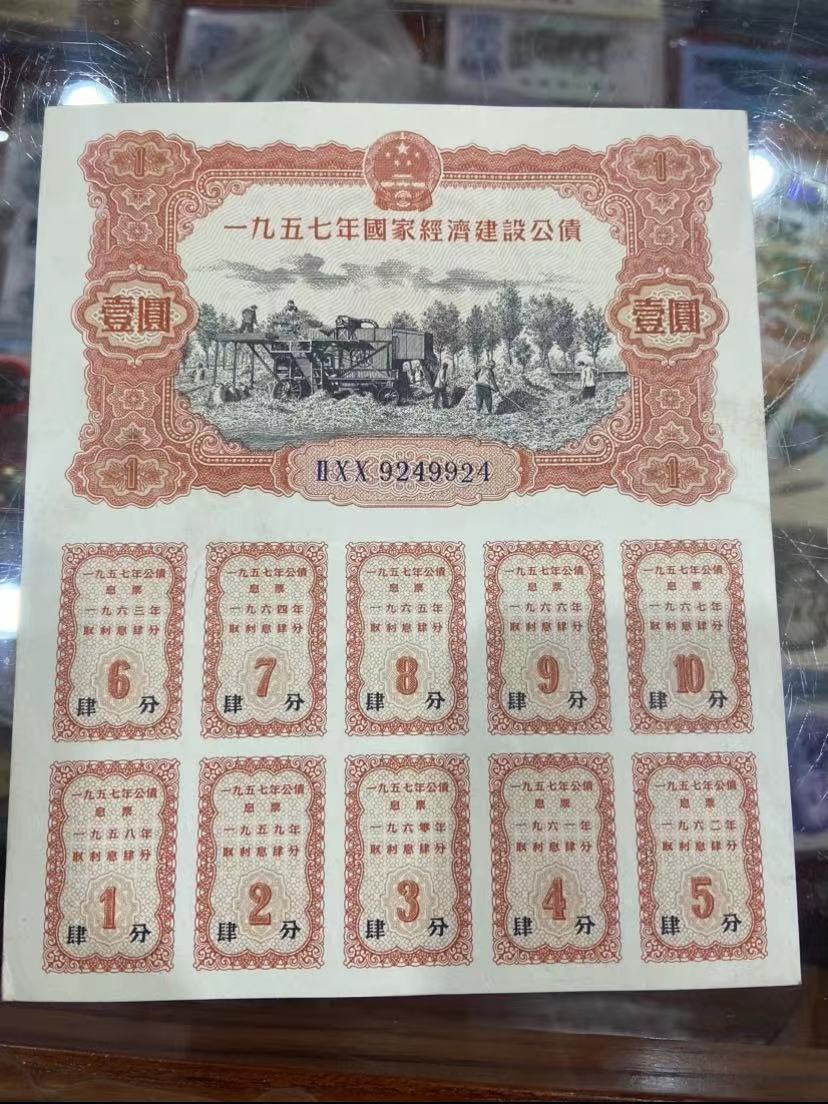 1
1
一九五七年國家經濟建設公債
壹圓
壹圓
1
ⅡXX 9249924
1
一九五七年公債
息票
一九六三年
取利息肆分
6
肆 分
一九五七年公債
息票
一九六四年
取利息肆分
7
肆 分
一九五七年公債
息票
一九六五年
取利息肆分
8
肆 分
一九五七年公債
息票
一九六六年
取利息肆分
9
肆 分
一九五七年公債
息票
一九六七年
取利息肆分
10
肆 分
一九五七年公債
息票
一九五八年
取利息肆分
1
肆 分
一九五七年公債
息票
一九五九年
取利息肆分
2
肆 分
一九五七年公債
息票
一九六零年
取利息肆分
3
肆 分
一九五七年公債
息票
一九六一年
取利息肆分
4
肆 分
一九五七年公債
息票
一九六二年
取利息肆分
5
肆 分